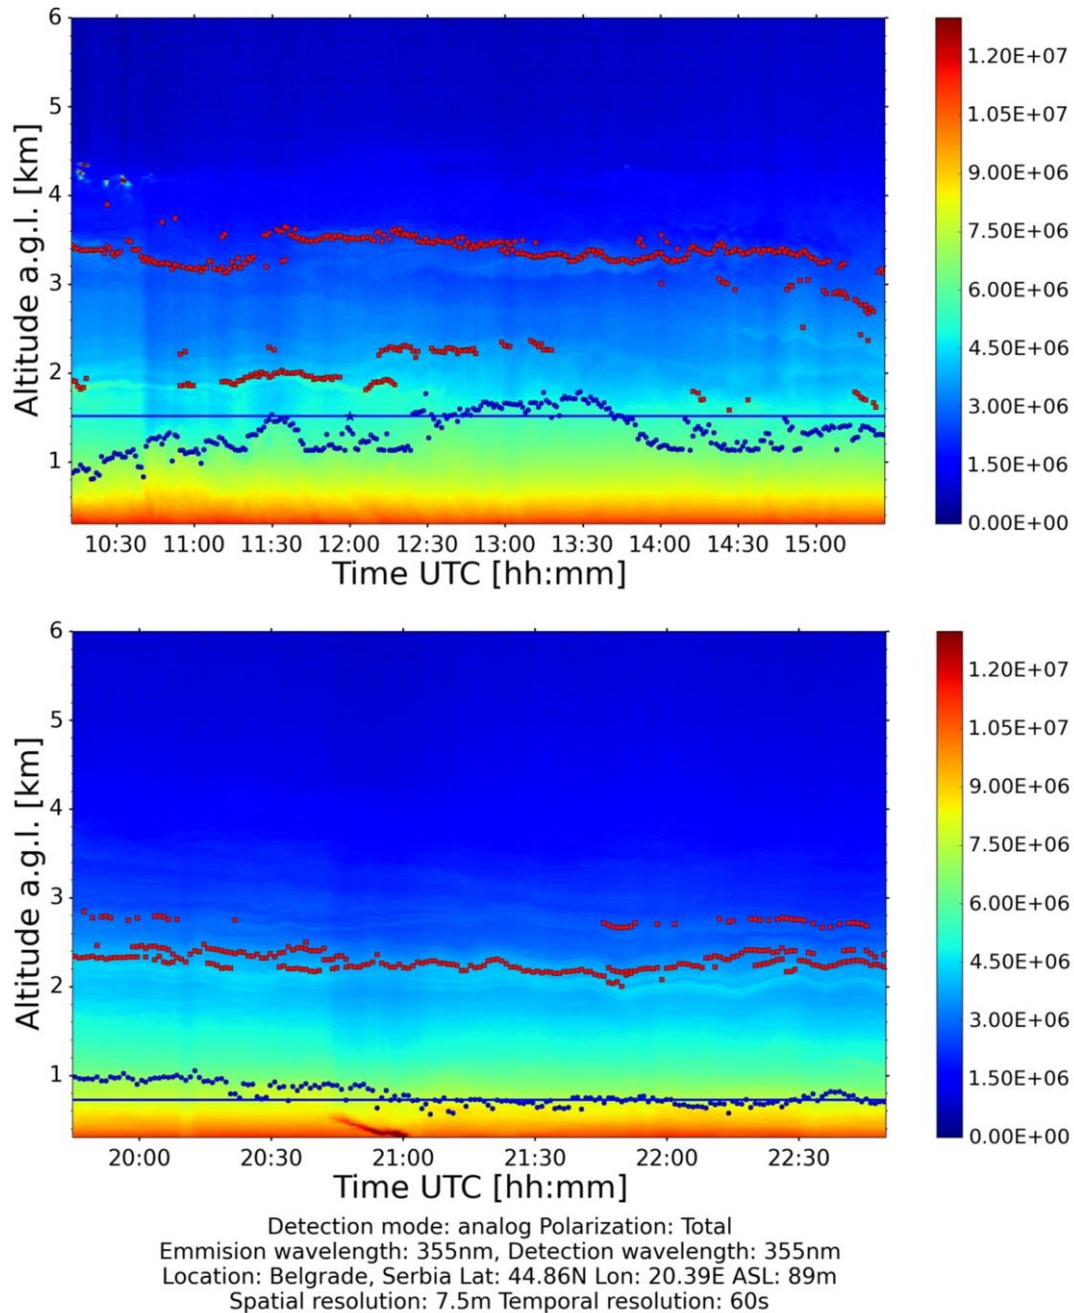 6
5
4
3
2
1
Altitude a.g.l. [km]
10:30 11:00 11:30 12:00 12:30 13:00 13:30 14:00 14:30 15:00
Time UTC [hh:mm]
1.20E+07
1.05E+07
9.00E+06
7.50E+06
6.00E+06
4.50E+06
3.00E+06
1.50E+06
0.00E+00
6
5
4
3
2
1
Altitude a.g.l. [km]
20:00 20:30 21:00 21:30 22:00 22:30
Time UTC [hh:mm]
1.20E+07
1.05E+07
9.00E+06
7.50E+06
6.00E+06
4.50E+06
3.00E+06
1.50E+06
0.00E+00
Detection mode: analog Polarization: Total
Emmision wavelength: 355nm, Detection wavelength: 355nm
Location: Belgrade, Serbia Lat: 44.86N Lon: 20.39E ASL: 89m
Spatial resolution: 7.5m Temporal resolution: 60s